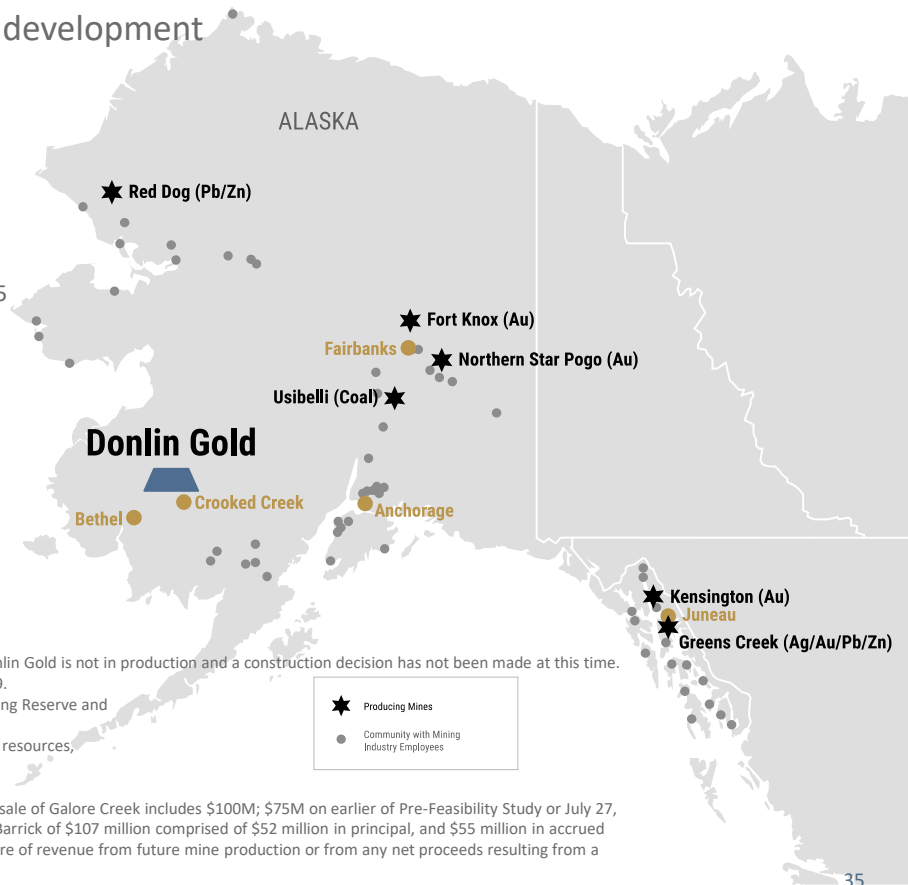 development
ALASKA
Red Dog (Pb/Zn)
5
Fort Knox (Au)
Fairbanks
Northern Star Pogo (Au)
Usibelli (Coal)
Donlin Gold
Crooked Creek
Anchorage
Bethel
Kensington (Au)
Juneau
Greens Creek (Ag/Au/Pb/Zn)
nlin Gold is not in production and a construction decision has not been made at this time.
9.
ng Reserve and
resources,
Producing Mines
Community with Mining
Industry Employees
sale of Galore Creek includes $100M; $75M on earlier of Pre-Feasibility Study or July 27,
Barrick of $107 million comprised of $52 million in principal, and $55 million in accrued
re of revenue from future mine production or from any net proceeds resulting from a
35